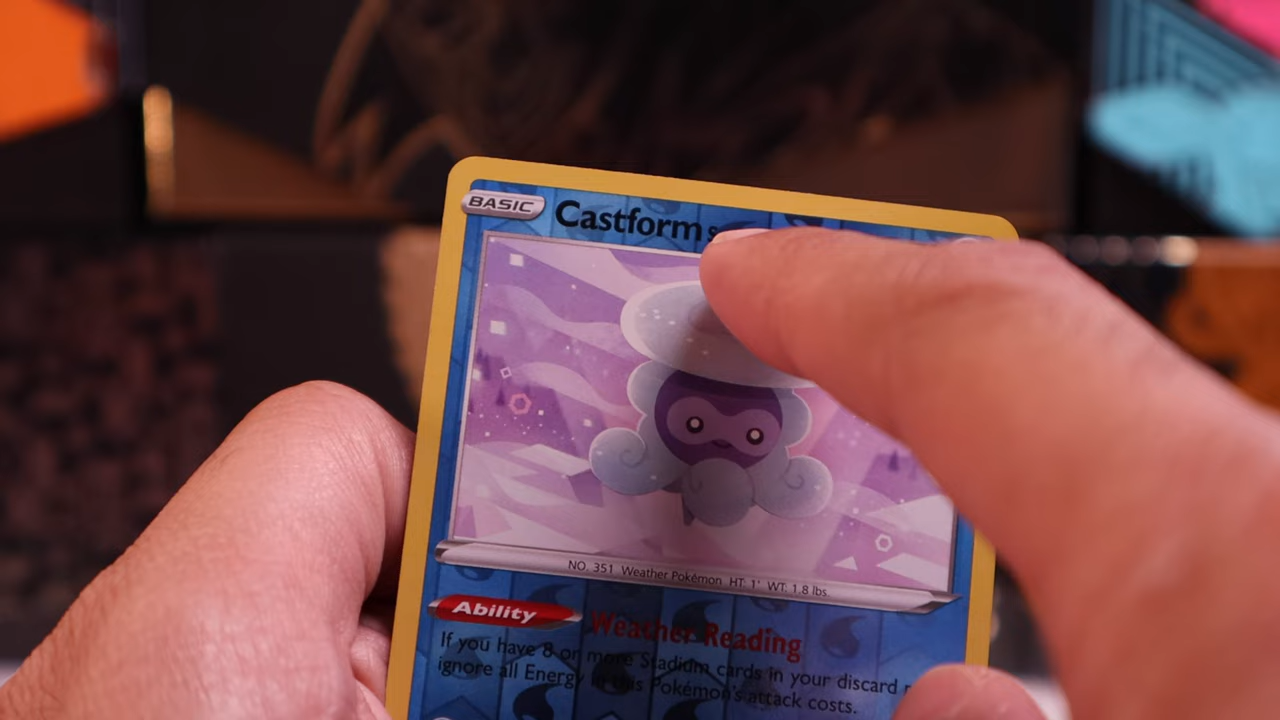 BASIC
Castform S
NO. 351 Weather Pokémon HT: 1' WT: 1.8 lbs.
Ability Weather Reading
If you have 8 or more Stadium cards in your discard
ignore all Energy in this Pokémon's attack costs.